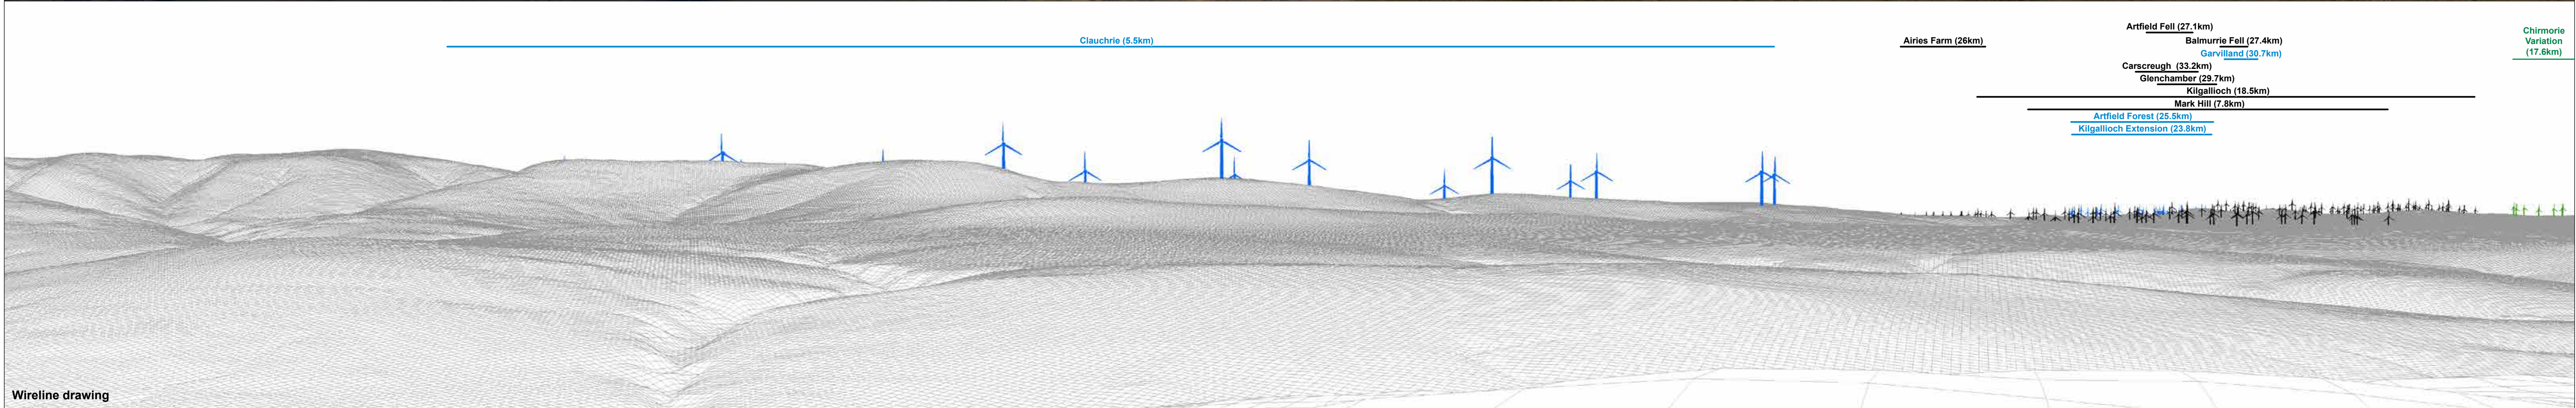 Clauchrie (5.5km)
Airies Farm (26km)
Artfield Fell (27.1km)
Balmurrie Fell (27.4km)
Garvilland (30.7km)
Carscreugh (33.2km)
Glenchamber (29.7km)
Kilgallioch (18.5km)
Mark Hill (7.8km)
Artfield Forest (25.5km)
Kilgallioch Extension (23.8km)
Chirmorie
Variation
(17.6km)
Wireline drawing